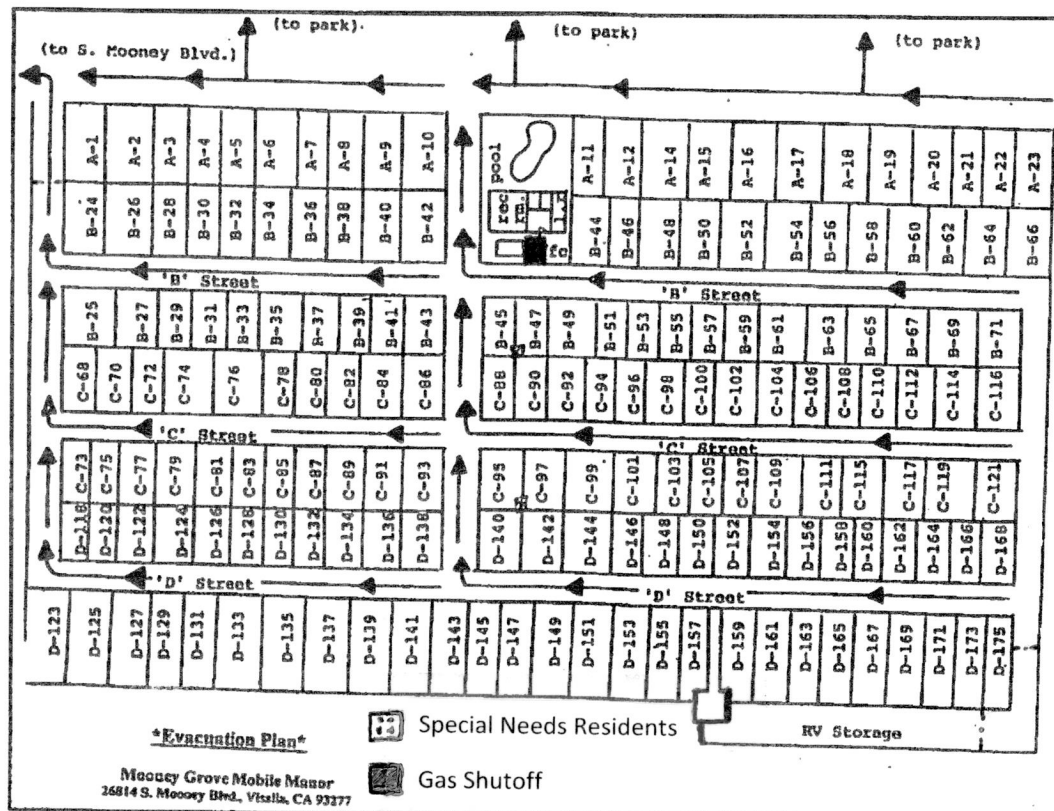 (to park).
(to park)
(to park)
(to S. Mooney Blvd.)
A-1 A-2 A-3 A-4 A-5 A-6 A-7 A-8 A-9 A-10
pool
A-11 A-12 A-14 A-15 A-16 A-17 A-18 A-19 A-20 A-21 A-22 A-23
rec rm.
B-24 B-26 B-28 B-30 B-32 B-34 B-36 B-38 B-40 B-42
B-44 B-46 B-48 B-50 B-52 B-54 B-56 B-58 B-60 B-62 B-64 B-66
'B' Street
'B' Street
B-25 B-27 B-29 B-31 B-33 B-35 B-37 B-39 B-41 B-43
B-45 B-47 B-49 B-51 B-53 B-55 B-57 B-59 B-61 B-63 B-65 B-67 B-69 B-71
C-68 C-70 C-72 C-74 C-76 C-78 C-80 C-82 C-84 C-86
C-88 C-90 C-92 C-94 C-96 C-98 C-100 C-102 C-104 C-106 C-108 C-110 C-112 C-114 C-116
'C' Street
'C' Street
C-73 C-75 C-77 C-79 C-81 C-83 C-85 C-87 C-89 C-91 C-93
C-95 C-97 C-99 C-101 C-103 C-105 C-107 C-109 C-111 C-115 C-117 C-119 C-121
D-118 D-120 D-122 D-124 D-126 D-128 D-130 D-132 D-134 D-136 D-138
D-140 D-142 D-144 D-146 D-148 D-150 D-152 D-154 D-156 D-158 D-160 D-162 D-164 D-166 D-168
'D' Street
'D' Street
D-123 D-125 D-127 D-129 D-131 D-133 D-135 D-137 D-139 D-141 D-143 D-145 D-147 D-149 D-151 D-153 D-155 D-157 D-159 D-161 D-163 D-165 D-167 D-169 D-171 D-173 D-175
RV Storage
*Evacuation Plan*
Special Needs Residents
Mooney Grove Mobile Manor
26814 S. Mooney Blvd., Visalia, CA 93277
Gas Shutoff